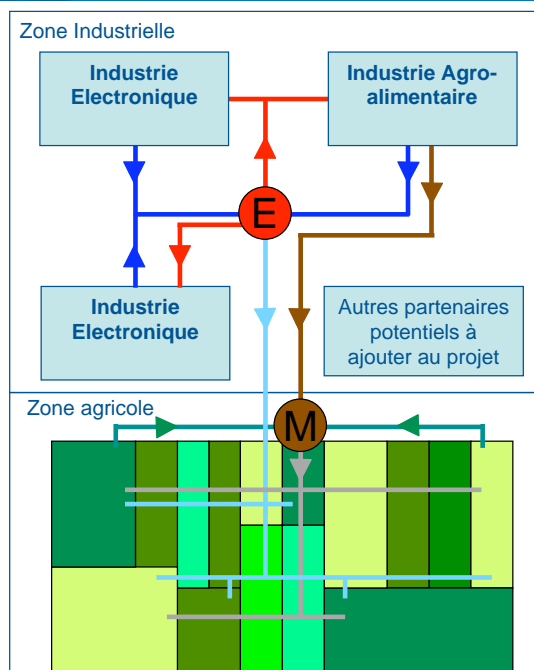 Zone Industrielle
Industrie
Electronique
Industrie Agro-
alimentaire
E
Industrie
Electronique
Autres partenaires
potentiels à
ajouter au projet
Zone agricole
M